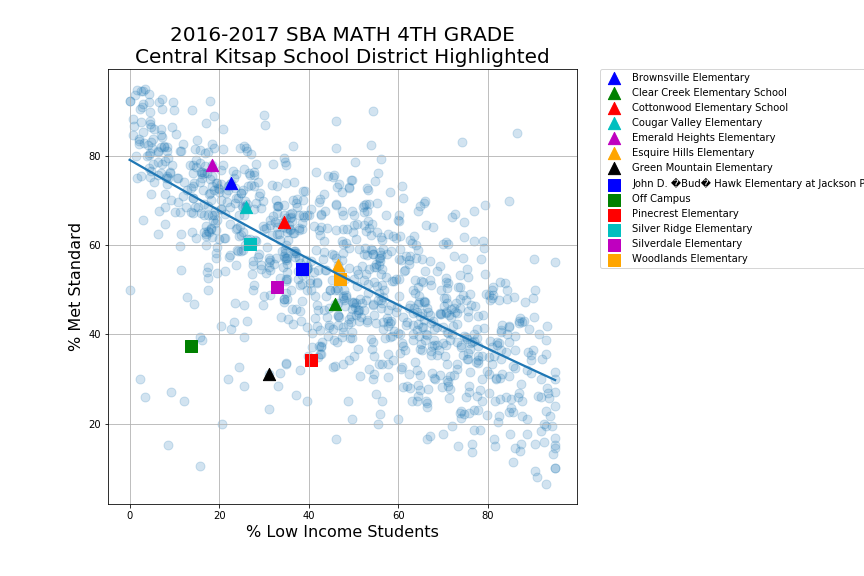 2016-2017 SBA MATH 4TH GRADE
Central Kitsap School District Highlighted
% Met Standard
80
60
40
20
0
20
40
60
80
% Low Income Students
Brownsville Elementary
Clear Creek Elementary School
Cottonwood Elementary School
Cougar Valley Elementary
Emerald Heights Elementary
Esquire Hills Elementary
Green Mountain Elementary
John D. �Bud� Hawk Elementary at Jackson P
Off Campus
Pinecrest Elementary
Silver Ridge Elementary
Silverdale Elementary
Woodlands Elementary